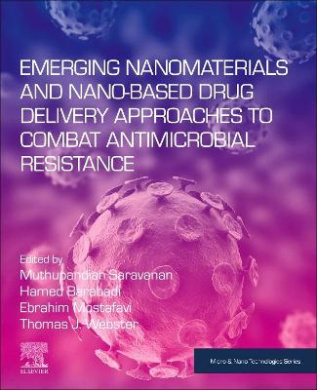 EMERGING NANOMATERIALS
AND NANO-BASED DRUG
DELIVERY APPROACHES TO
COMBAT ANTIMICROBIAL
RESISTANCE
Edited by
Muthupandian Saravanan
Hamed Barabadi
Ebrahim Mostafavi
Thomas J. Webster
ELSEVIER
Micro & Nano Technologies Series